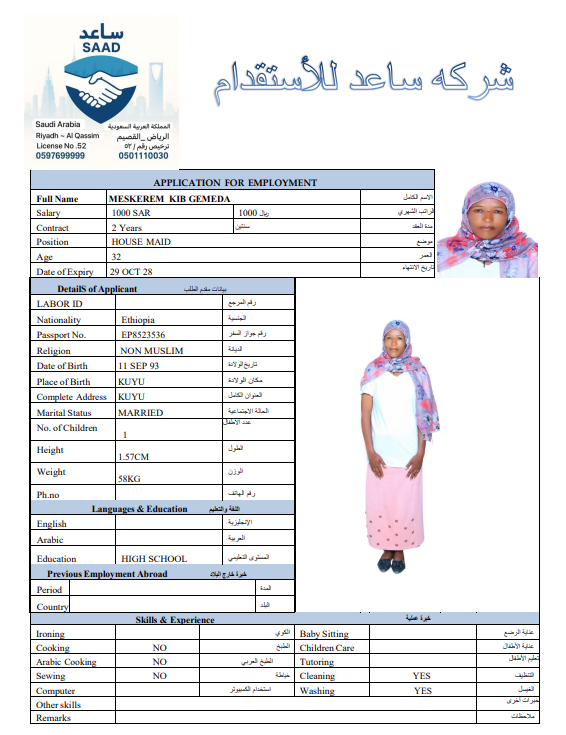 ساعد
SAAD
Saudi Arabia المملكة العربية السعودية
Riyadh ~ Al Qassim الرياض _القصيم
License No .52 ترخيص رقم / ٥٢
0597699999 0501110030
شركه ساعد للأستقدام
APPLICATION FOR EMPLOYMENT
Full Name MESKEREM KIB GEMEDA الاسم الكامل
Salary 1000 SAR 1000 ريال الراتب الشهري
Contract 2 Years سنتين مدة العقد
Position HOUSE MAID موضع
Age 32 العمر
Date of Expiry 29 OCT 28 تاريخ الانتهاء
DetailS of Applicant بيانات مقدم الطلب
LABOR ID رقم المرجع
Nationality Ethiopia الجنسية
Passport No. EP8523536 رقم جواز السفر
Religion NON MUSLIM الديانة
Date of Birth 11 SEP 93 تاريخ الولادة
Place of Birth KUYU مكان الولادة
Complete Address KUYU العنوان الكامل
Marital Status MARRIED الحالة الاجتماعية
No. of Children 1 عدد الاطفال
Height 1.57CM الطول
Weight 58KG الوزن
Ph.no رقم الهاتف
Languages & Education اللغة والتعليم
English الإنجليزية
Arabic العربية
Education HIGH SCHOOL المستوى التعليمي
Previous Employment Abroad خبرة خارج البلاد
Period المدة
Country البلد
Skills & Experience خبرة عملية
Ironing الكوي Baby Sitting عناية الرضع
Cooking NO الطبخ Children Care عناية الأطفال
Arabic Cooking NO الطبخ العربي Tutoring تعليم الأطفال
Sewing NO خياطة Cleaning YES التنظيف
Computer استخدام الكمبيوتر Washing YES الغسيل
Other skills خبرات أخرى
Remarks ملاحظات